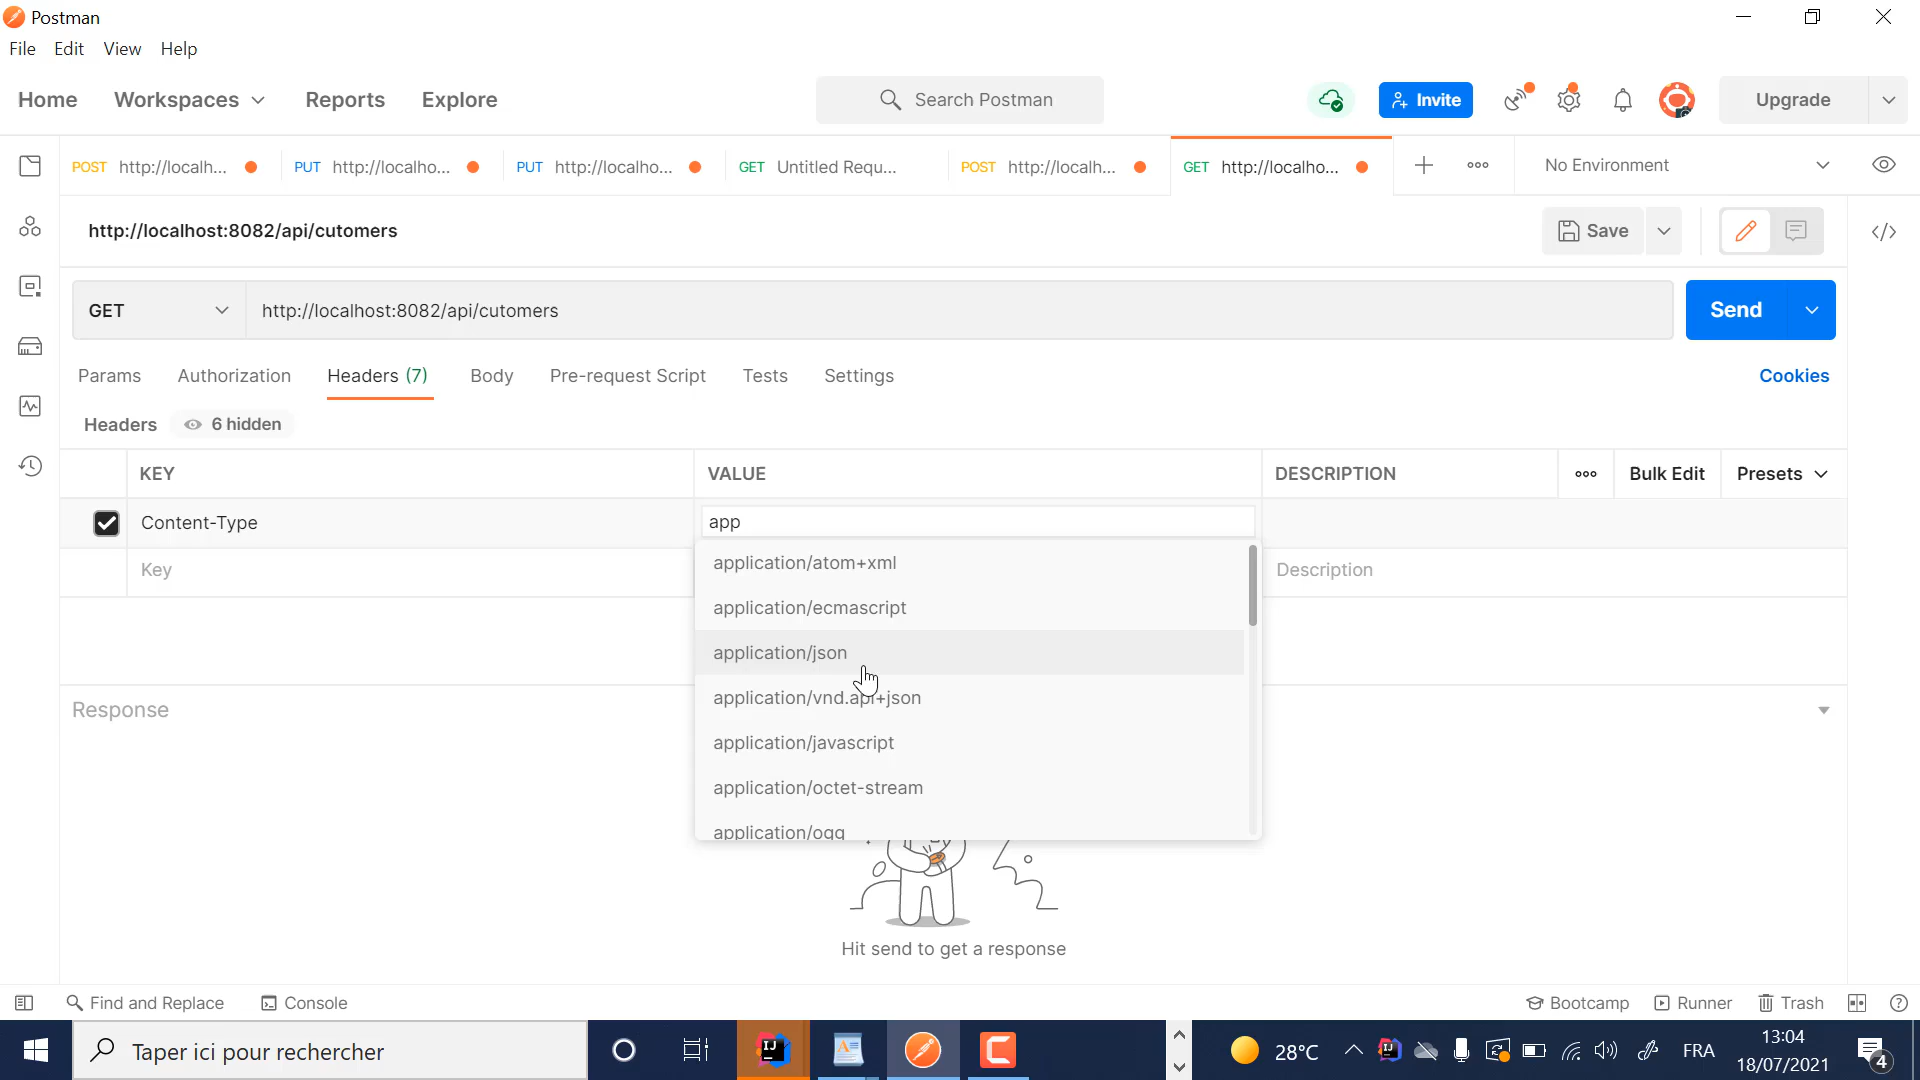 Postman
File Edit View Help
Home Workspaces Reports Explore Search Postman Invite Upgrade
POST http://localh... PUT http://localho... PUT http://localho... GET Untitled Requ... POST http://localh... GET http://localho... No Environment
http://localhost:8082/api/cutomers Save
GET http://localhost:8082/api/cutomers Send
Params Authorization Headers (7) Body Pre-request Script Tests Settings Cookies
Headers 6 hidden
KEY VALUE DESCRIPTION Bulk Edit Presets
Content-Type app
Key Description
application/atom+xml
application/ecmascript
application/json
application/vnd.api+json
application/javascript
application/octet-stream
application/ogg
Response
Hit send to get a response
Find and Replace Console Bootcamp Runner Trash
Taper ici pour rechercher 28°C FRA 13:04
18/07/2021 4